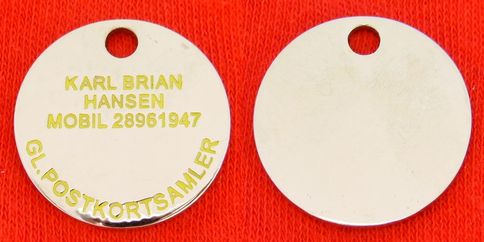 KARL BRIAN
HANSEN
MOBIL 28961947
GL.POSTKORTSAMLER